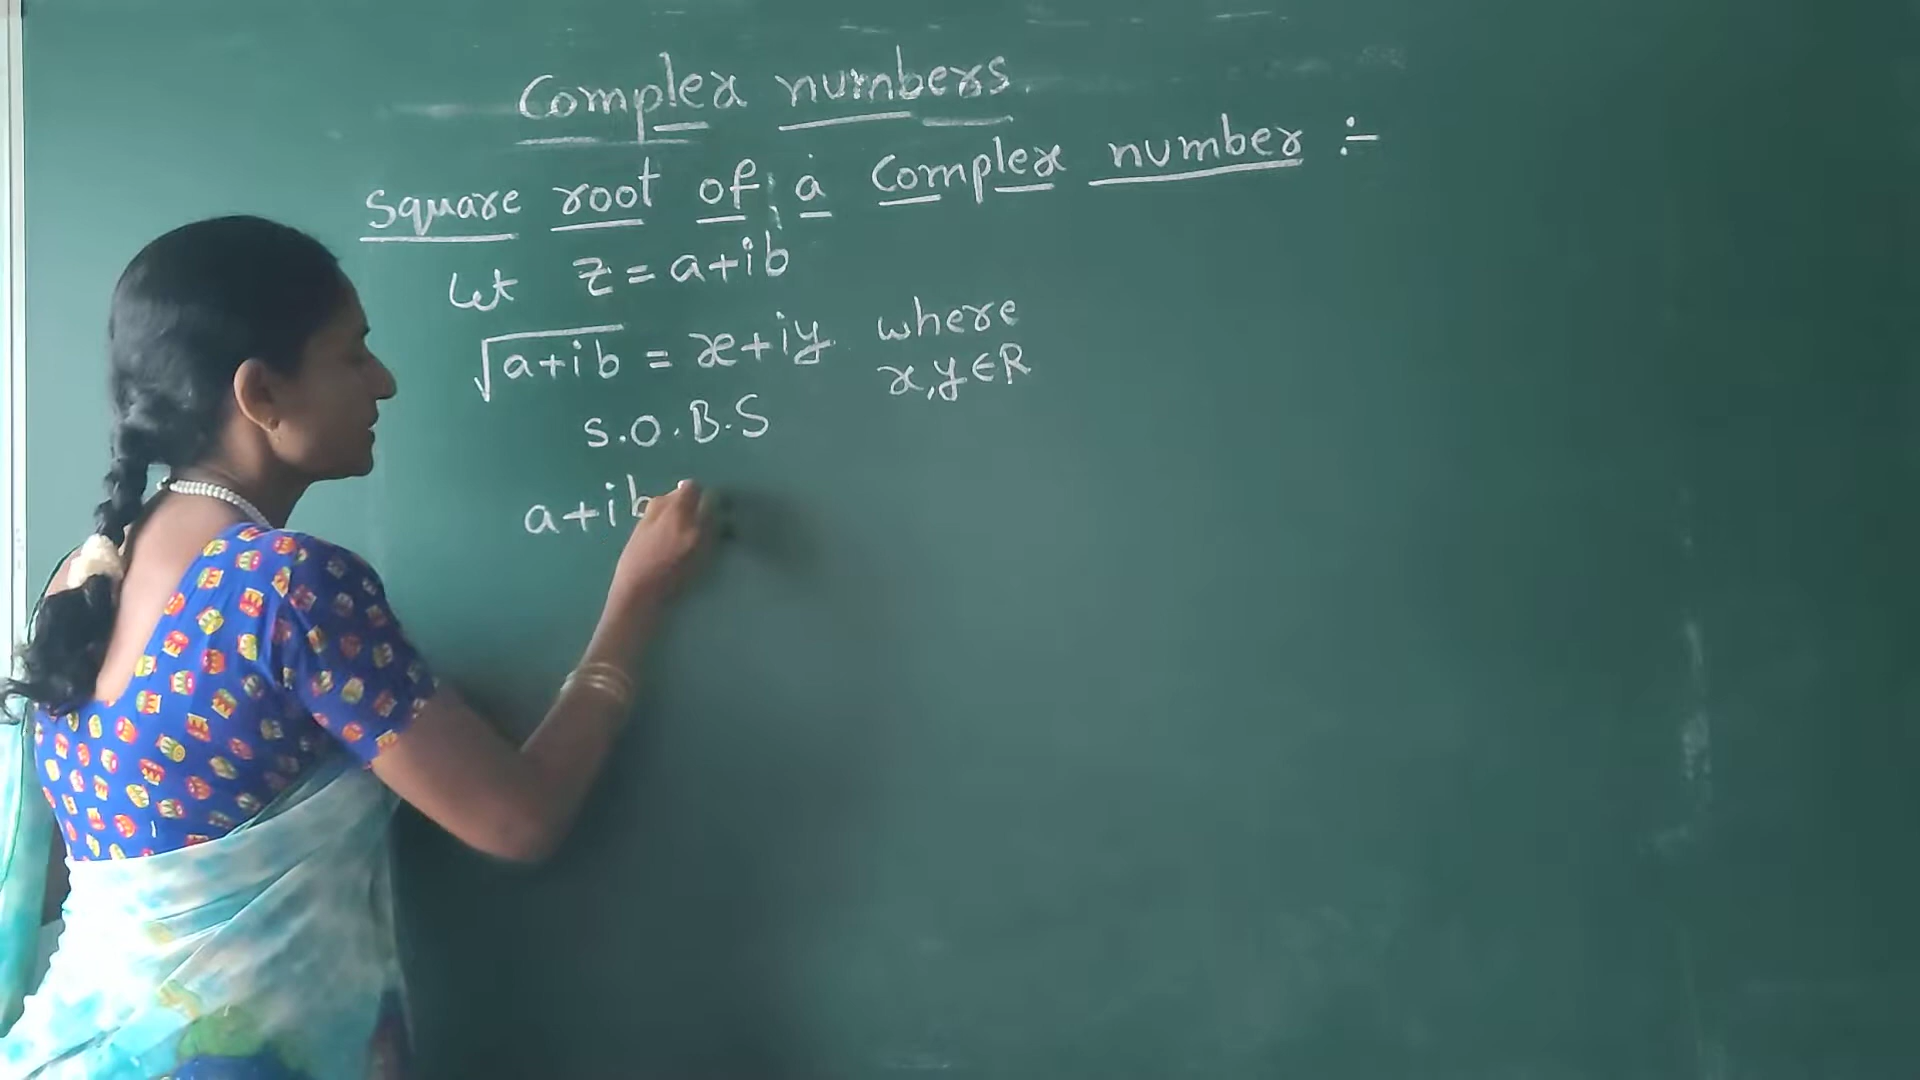 Complex numbers
Square root of a Complex number :-
Let z = a+ib
√a+ib = x+iy where
x,y∈R
S.O.B.S
a+ib